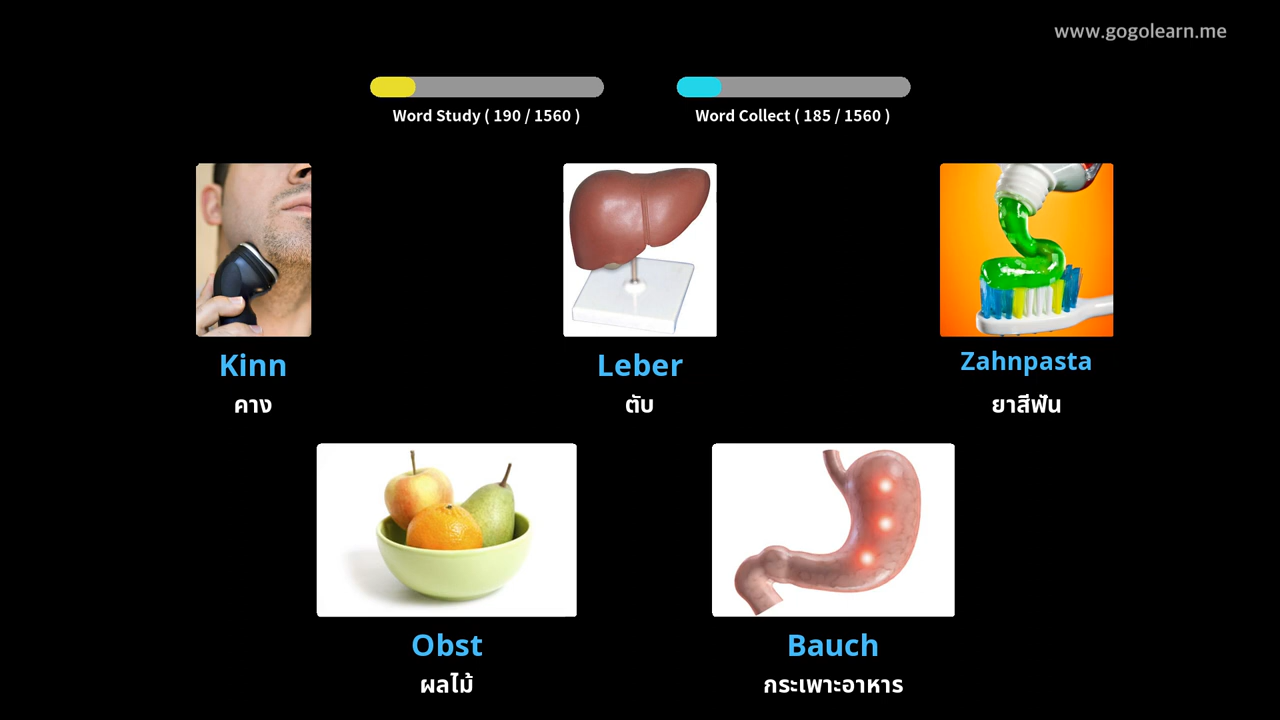 www.gogolearn.me
Word Study ( 190 / 1560 )
Word Collect ( 185 / 1560 )
Kinn
Leber
Zahnpasta
คาง
ตับ
ยาสีฟัน
Obst
Bauch
ผลไม้
กระเพาะอาหาร